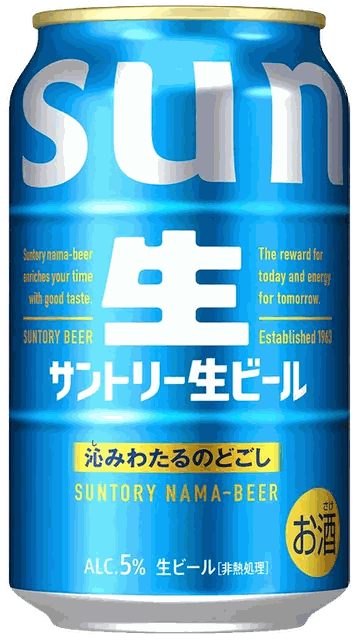 sun
Suntory nama-beer
enriches your time
with good taste.
SUNTORY BEER
生
The reward for
today and energy
for tomorrow.
Established 1963
サントリー生ビール
し
沁みわたるのどごし
SUNTORY NAMA-BEER
さけ
お酒
ALC.5% 生ビール[非熱処理]